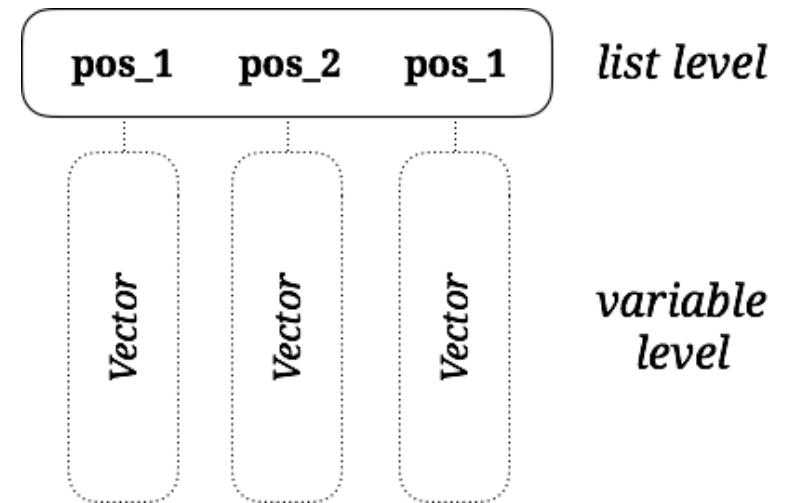 pos_1 pos_2 pos_1 list level
Vector Vector Vector variable
level